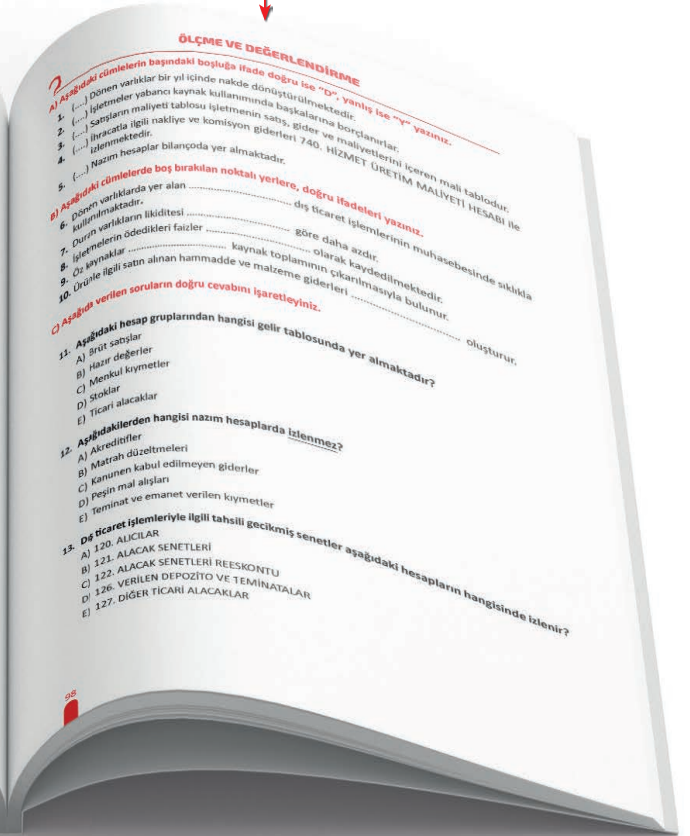 ÖLÇME VE DEĞERLENDİRME
?
A) Aşağıdaki cümlelerin başındaki boşluğa ifade doğru ise “D”, yanlış ise “Y” yazınız.
1. (....) Dönen varlıklar bir yıl içinde nakde dönüştürülmektedir.
2. (....) İşletmeler yabancı kaynak kullanımında başkalarına borçlanırlar.
3. (....) Satışların maliyeti tablosu işletmenin satış, gider ve maliyetlerini içeren mali tablodur.
4. (....) İhracatla ilgili nakliye ve komisyon giderleri 740. HİZMET ÜRETİM MALİYETİ HESABI ile
izlenmektedir.
5. (....) Nazım hesaplar bilançoda yer almaktadır.
B) Aşağıdaki cümlelerde boş bırakılan noktalı yerlere, doğru ifadeleri yazınız.
6. Dönen varlıklarda yer alan .............................. dış ticaret işlemlerinin muhasebesinde sıklıkla
kullanılmaktadır.
7. Duran varlıkların likiditesi .............................. göre daha azdır.
8. İşletmelerin ödedikleri faizler .............................. olarak kaydedilmektedir.
9. Öz kaynaklar .............................. kaynak toplamının çıkarılmasıyla bulunur.
10. Ürünle ilgili satın alınan hammadde ve malzeme giderleri .............................. oluşturur.
C) Aşağıda verilen soruların doğru cevabını işaretleyiniz.
11. Aşağıdaki hesap gruplarından hangisi gelir tablosunda yer almaktadır?
A) Brüt satışlar
B) Hazır değerler
C) Menkul kıymetler
D) Stoklar
E) Ticari alacaklar
12. Aşağıdakilerden hangisi nazım hesaplarda izlenmez?
A) Akreditifler
B) Matrah düzeltmeleri
C) Kanunen kabul edilmeyen giderler
D) Peşin mal alışları
E) Teminat ve emanet verilen kıymetler
13. Dış ticaret işlemleriyle ilgili tahsili gecikmiş senetler aşağıdaki hesapların hangisinde izlenir?
A) 120. ALICILAR
B) 121. ALACAK SENETLERİ
C) 122. ALACAK SENETLERİ REESKONTU
D) 126. VERİLEN DEPOZİTO VE TEMİNATALAR
E) 127. DİĞER TİCARİ ALACAKLAR
98